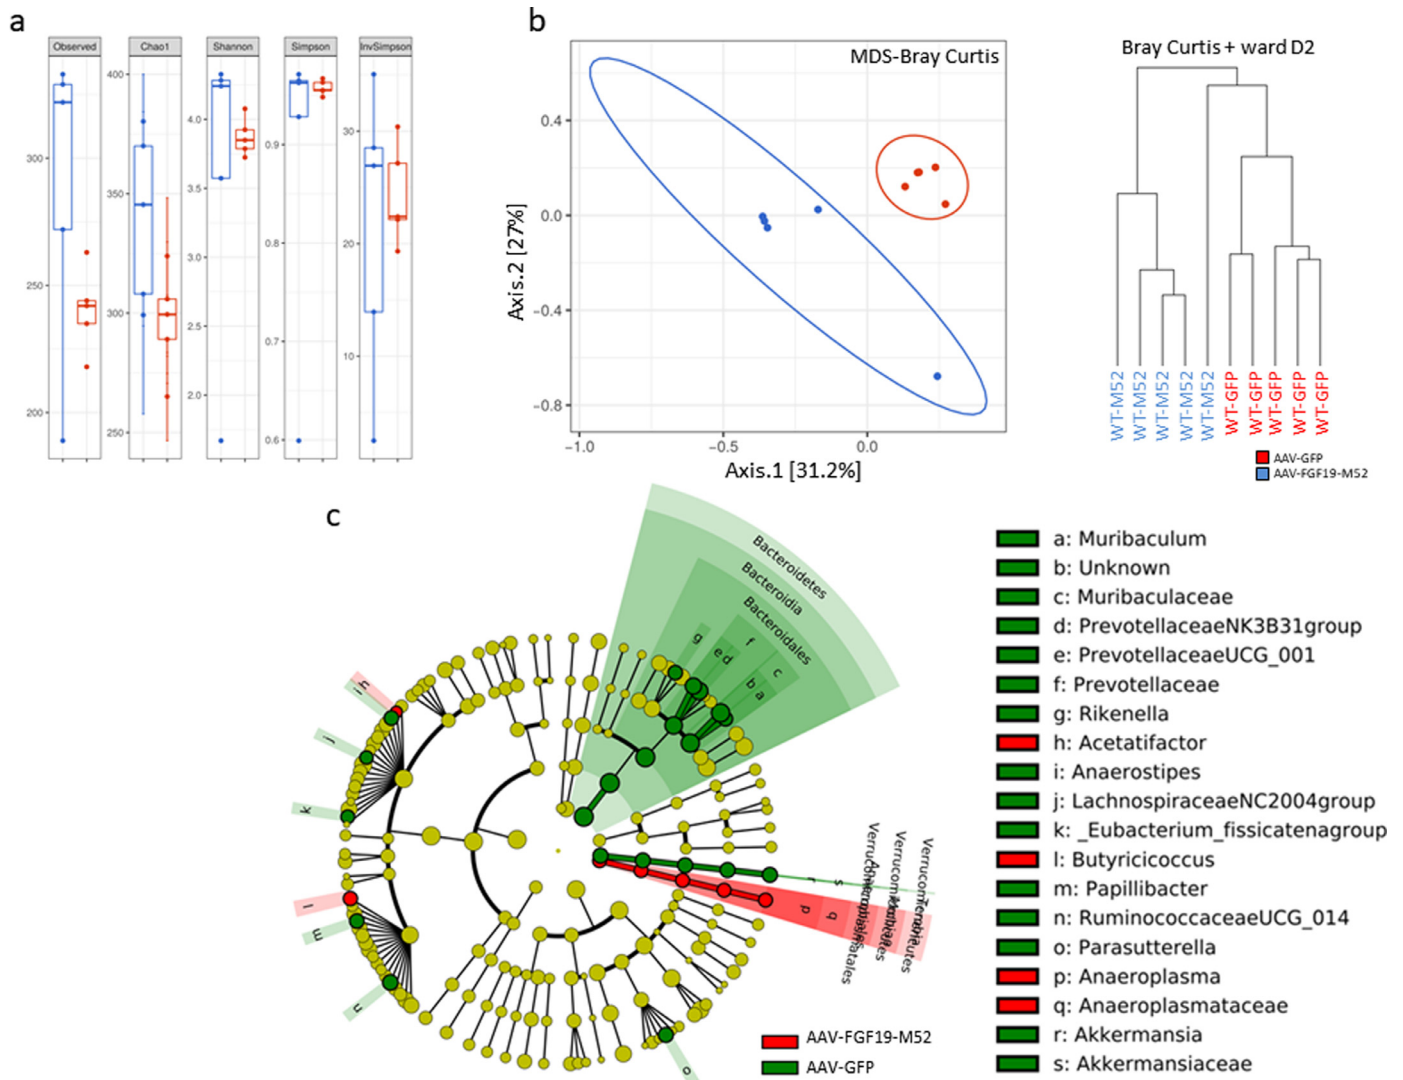 a
b
Observed
Chao1
Shannon
Simpson
InvSimpson
300
250
200
400
350
300
250
4.0
3.5
3.0
2.5
2.0
0.9
0.8
0.7
0.6
30
20
10
MDS-Bray Curtis
Axis.2 [27%]
0.4
0.0
−0.4
−0.8
−1.0
−0.5
0.0
Axis.1 [31.2%]
Bray Curtis + ward D2
WT-M52
WT-M52
WT-M52
WT-M52
WT-M52
WT-GFP
WT-GFP
WT-GFP
WT-GFP
WT-GFP
AAV-GFP
AAV-FGF19-M52
c
Bacteroidetes
Bacteroidia
Bacteroidales
g
e
d
f
b
a
c
h
i
j
k
l
m
n
o
r
s
p
q
AAV-FGF19-M52
AAV-GFP
a: Muribaculum
b: Unknown
c: Muribaculaceae
d: PrevotellaceaeNK3B31group
e: PrevotellaceaeUCG_001
f: Prevotellaceae
g: Rikenella
h: Acetatifactor
i: Anaerostipes
j: LachnospiraceaeNC2004group
k: _Eubacterium_fissicatenagroup
l: Butyricicoccus
m: Papillibacter
n: RuminococcaceaeUCG_014
o: Parasutterella
p: Anaeroplasma
q: Anaeroplasmataceae
r: Akkermansia
s: Akkermansiaceae